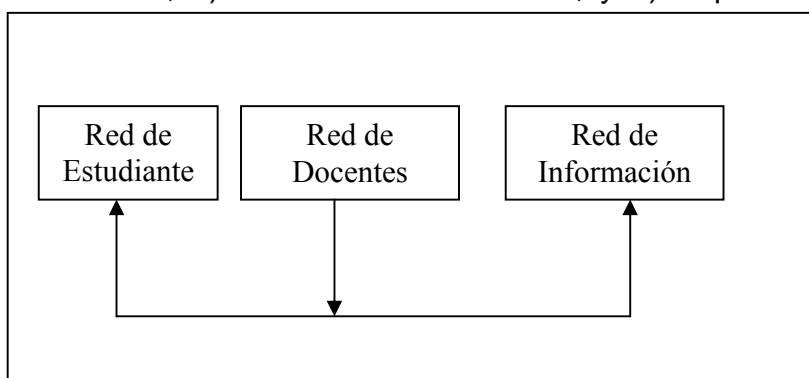 Red de
Estudiante
Red de
Docentes
Red de
Información